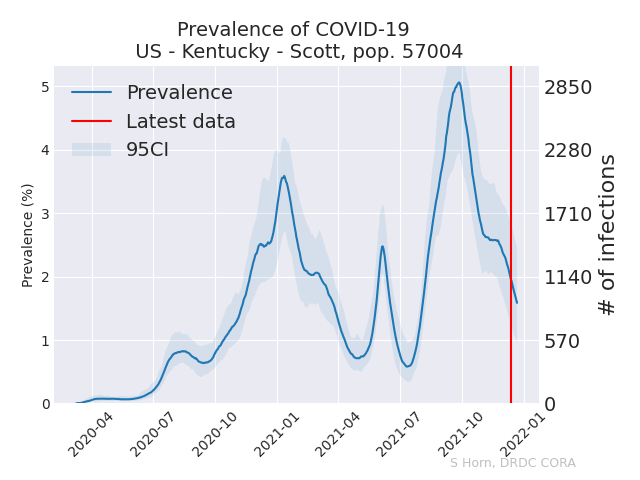 Prevalence of COVID-19
US - Kentucky - Scott, pop. 57004
Prevalence
Latest data
95CI
Prevalence (%)
5
4
3
2
1
0
2850
2280
1710
1140
570
0
# of infections
2020-04
2020-07
2020-10
2021-01
2021-04
2021-07
2021-10
2022-01
S Horn, DRDC CORA